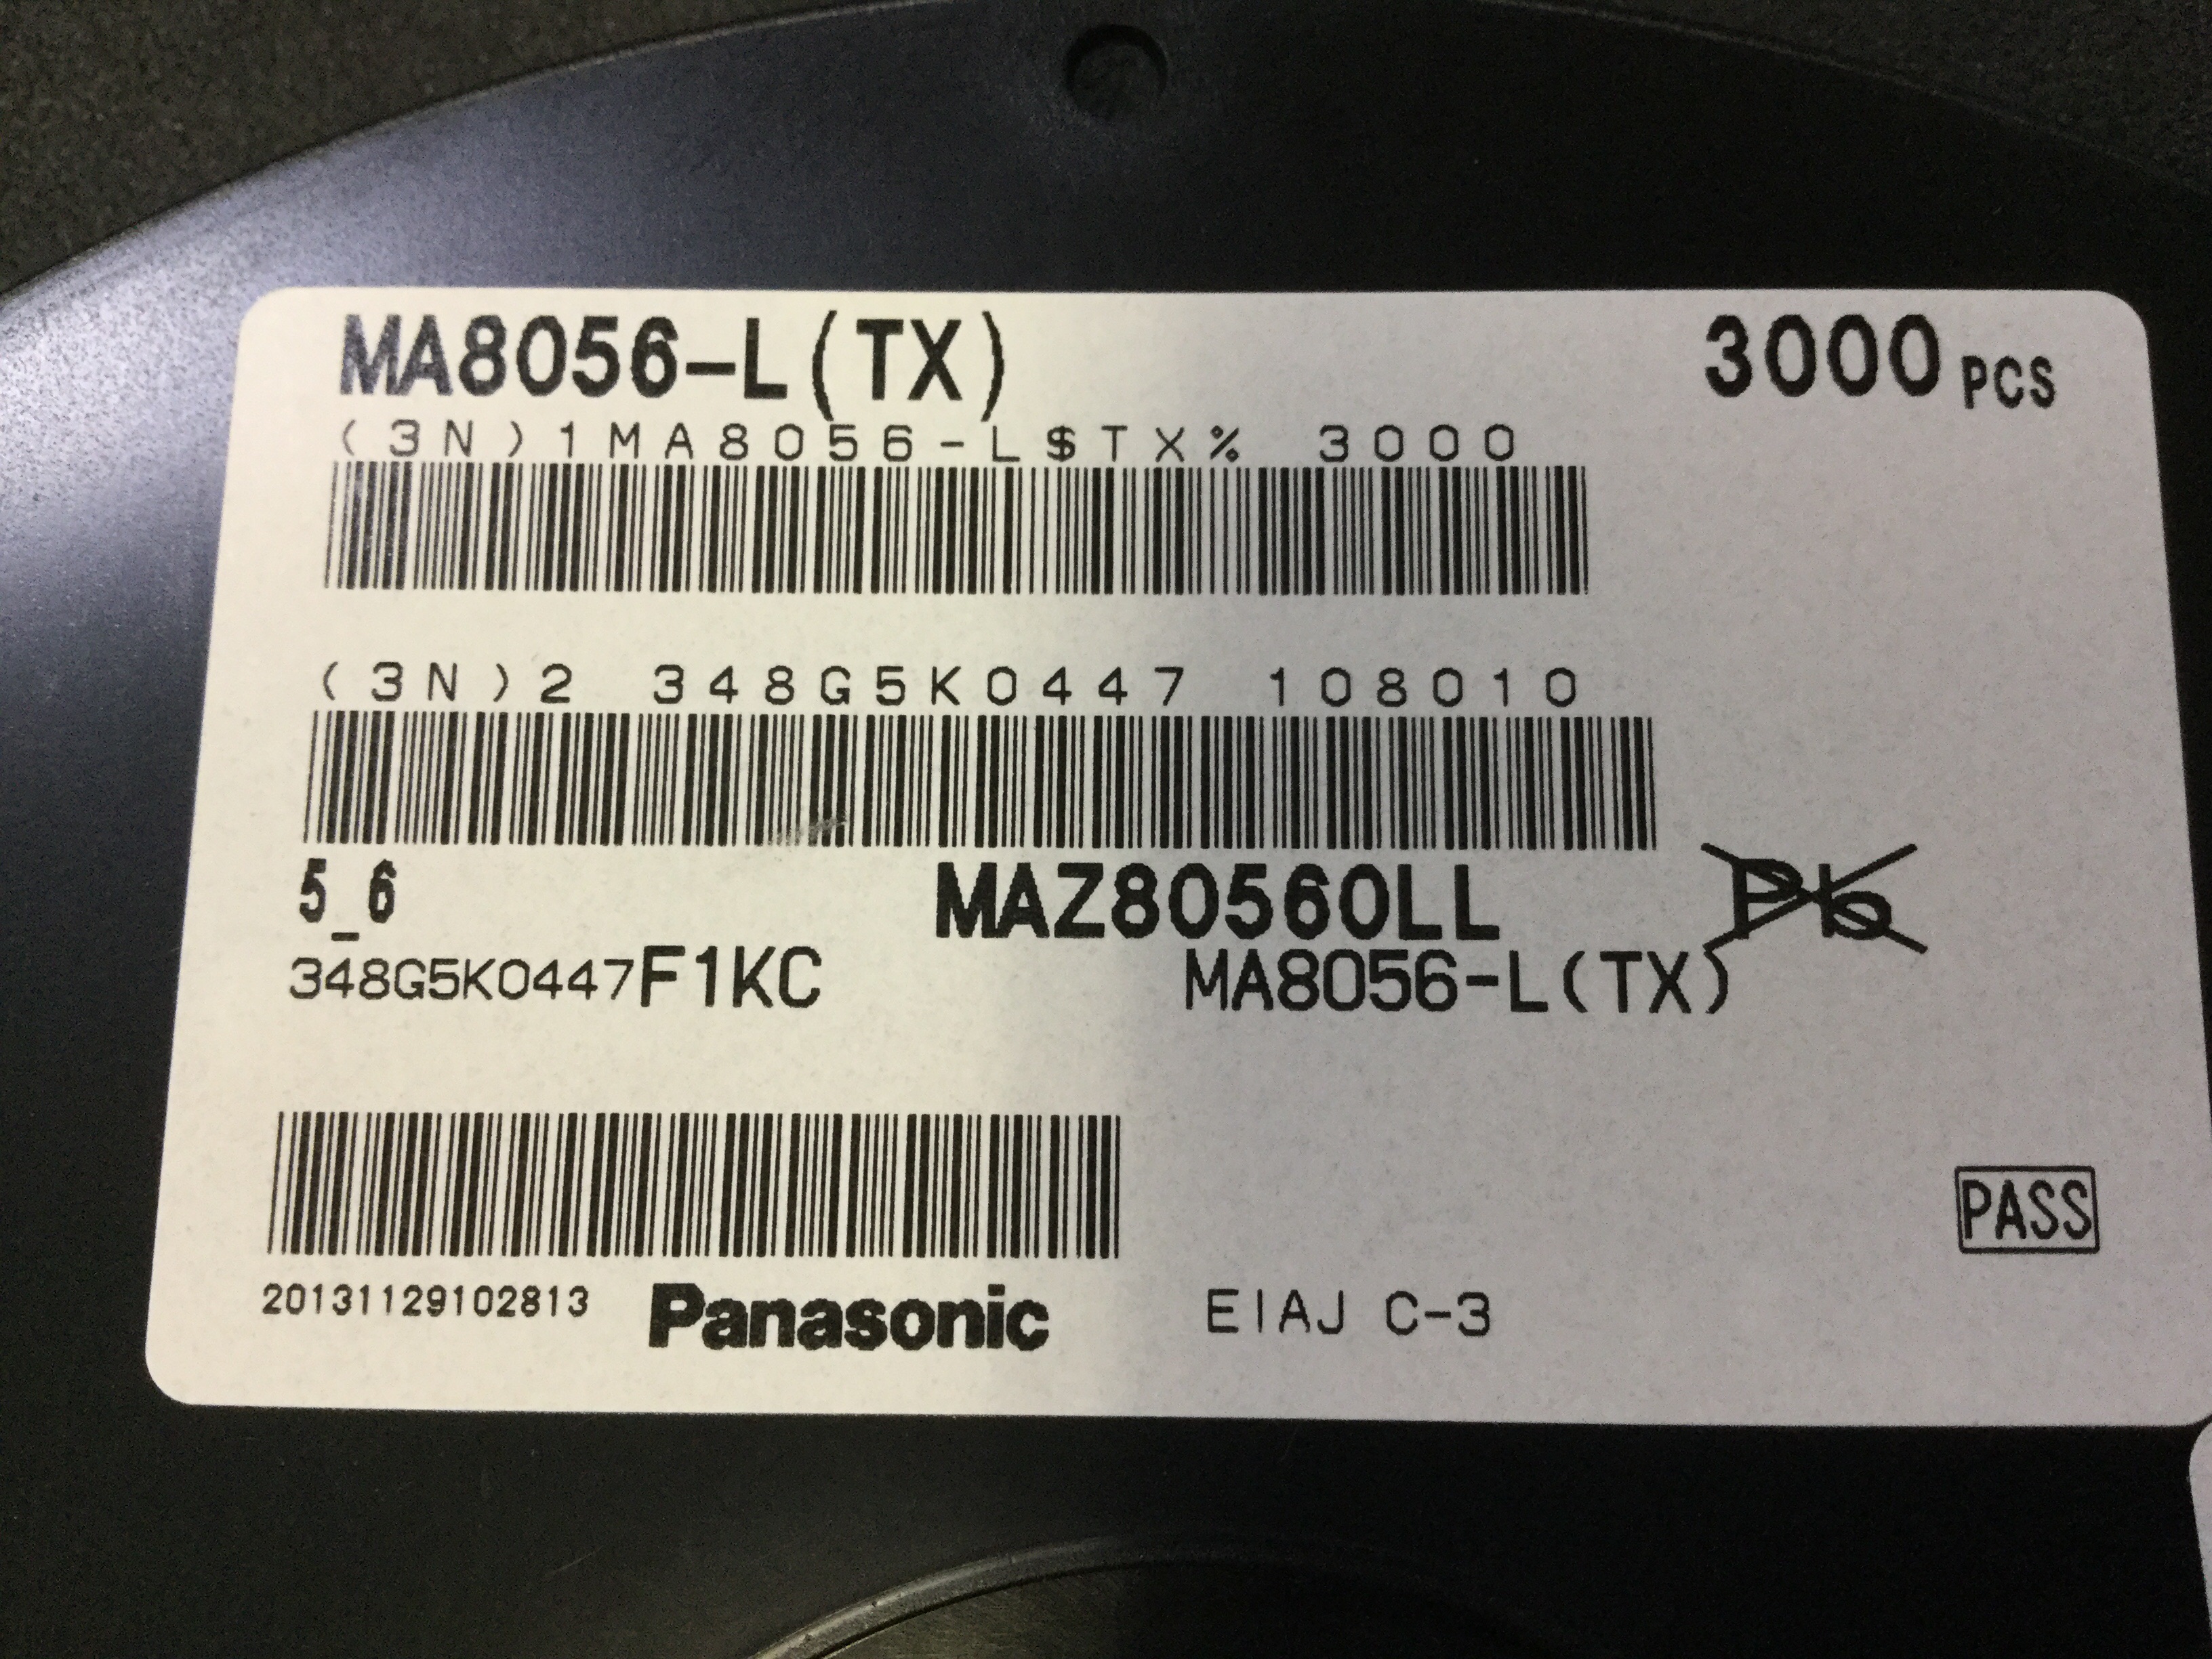 MA8056-L(TX) 3000 PCS
(3N)1MA8056-L$TX% 3000
(3N)2 348G5K0447 108010
5_6 MAZ80560LL Pb
348G5K0447F1KC MA8056-L(TX)
PASS
20131129102813 Panasonic EIAJ C-3